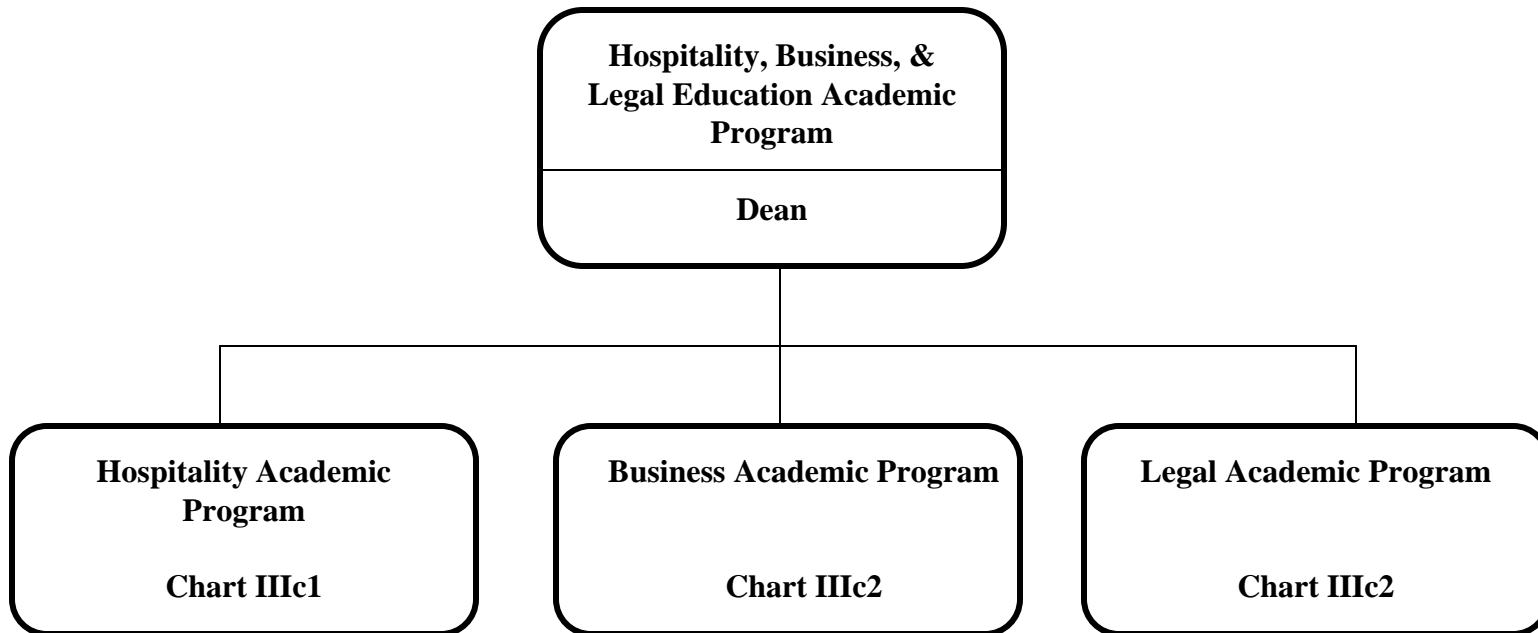 Hospitality, Business, &
Legal Education Academic
Program
Dean
Hospitality Academic
Program
Chart IIIc1
Business Academic Program
Chart IIIc2
Legal Academic Program
Chart IIIc2